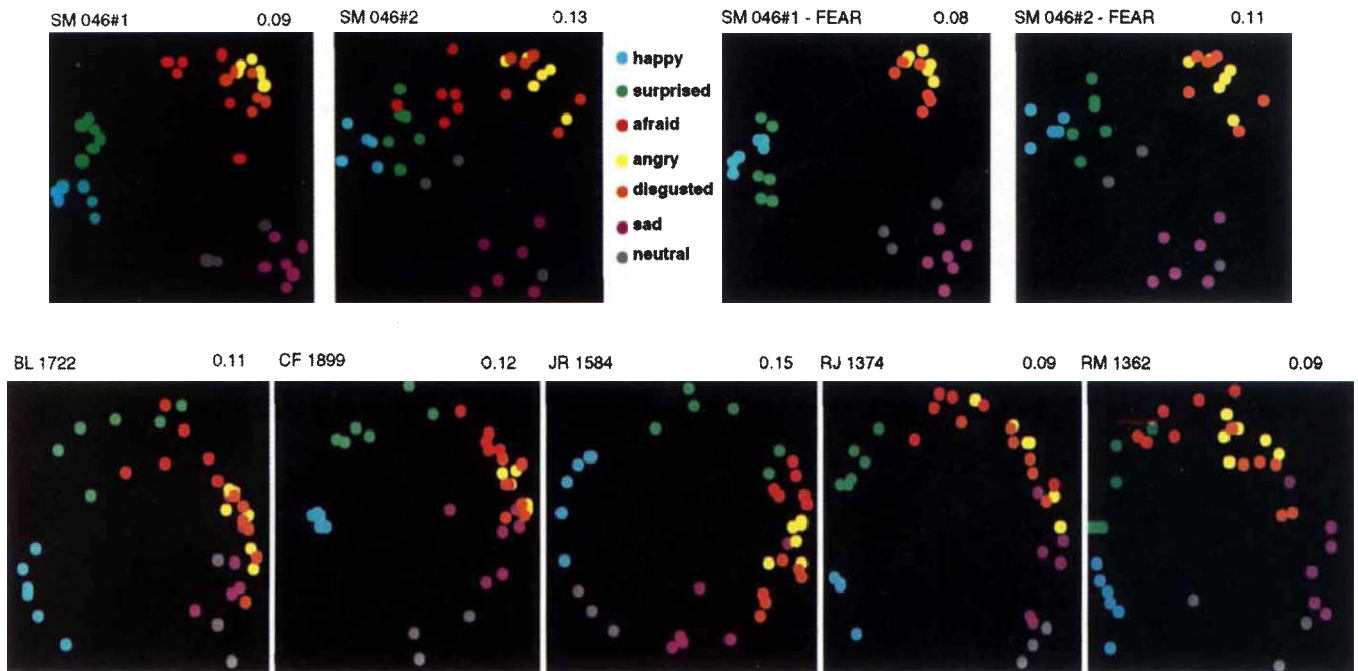 SM 046#1 0.09
SM 046#2 0.13
SM 046#1 - FEAR 0.08
SM 046#2 - FEAR 0.11
happy
surprised
afraid
angry
disgusted
sad
neutral
BL 1722 0.11
CF 1899 0.12
JR 1584 0.15
RJ 1374 0.09
RM 1362 0.09